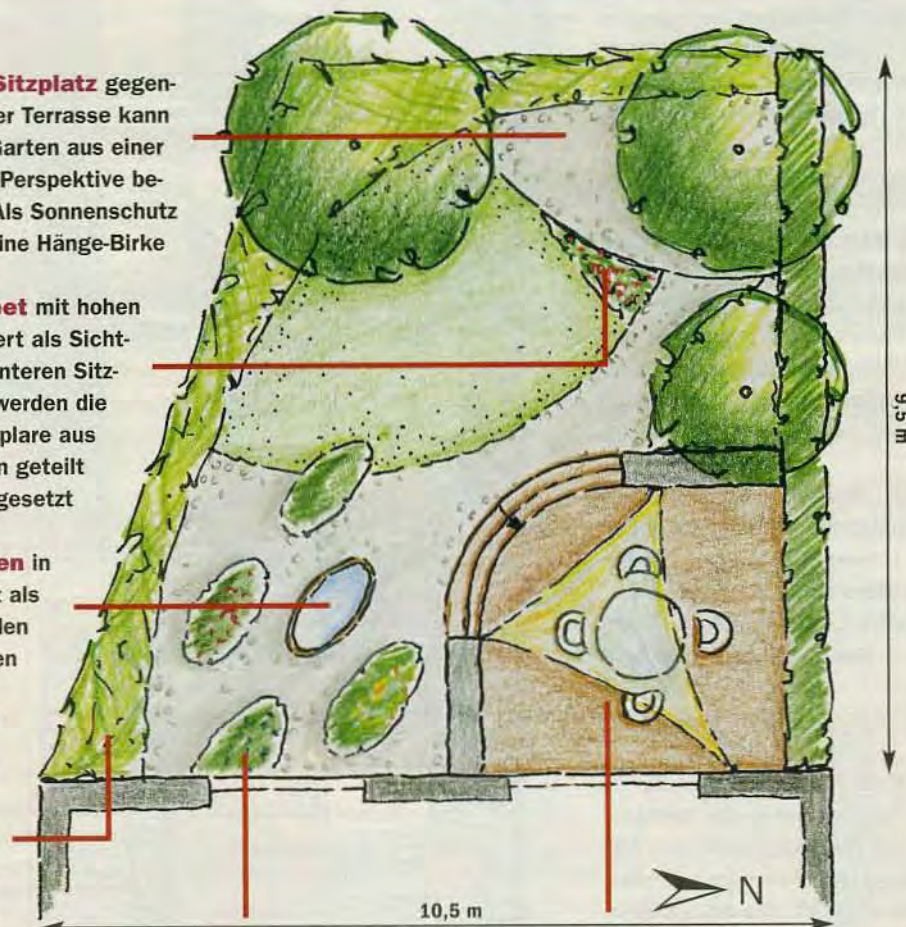 Sitzplatz gegen-
er Terrasse kann
arten aus einer
Perspektive be-
Als Sonnenschutz
ine Hänge-Birke
eet mit hohen
ert als Sicht-
nteren Sitz-
werden die
plare aus
n geteilt
gesetzt
en in
t als
den
en
9,5 m
N
10,5 m